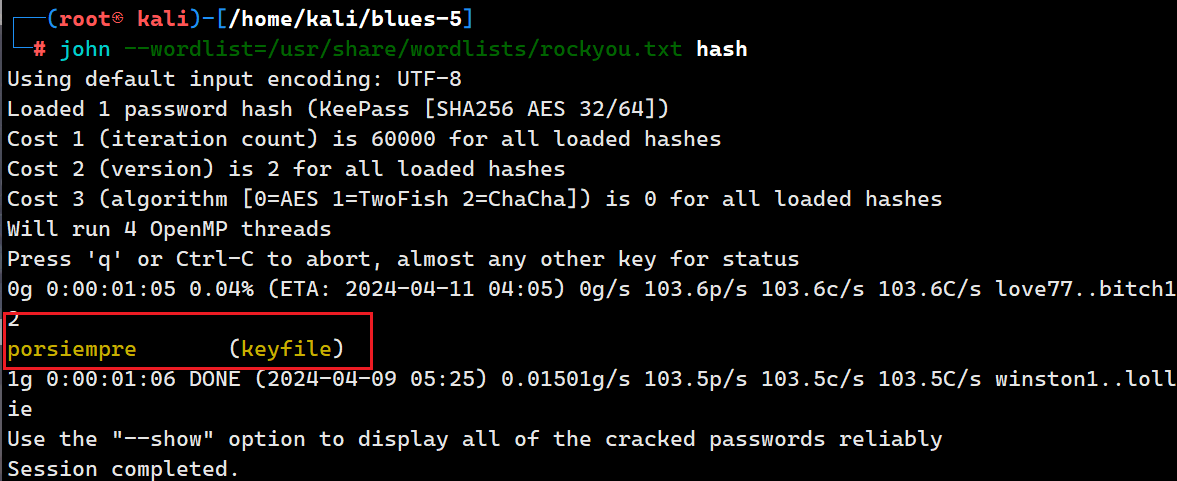 ┌──(root㉿ kali)-[/home/kali/blues-5]
└─# john --wordlist=/usr/share/wordlists/rockyou.txt hash
Using default input encoding: UTF-8
Loaded 1 password hash (KeePass [SHA256 AES 32/64])
Cost 1 (iteration count) is 60000 for all loaded hashes
Cost 2 (version) is 2 for all loaded hashes
Cost 3 (algorithm [0=AES 1=TwoFish 2=ChaCha]) is 0 for all loaded hashes
Will run 4 OpenMP threads
Press 'q' or Ctrl-C to abort, almost any other key for status
0g 0:00:01:05 0.04% (ETA: 2024-04-11 04:05) 0g/s 103.6p/s 103.6c/s 103.6C/s love77..bitch1
2
porsiempre       (keyfile)
1g 0:00:01:06 DONE (2024-04-09 05:25) 0.01501g/s 103.5p/s 103.5c/s 103.5C/s winston1..loll
ie
Use the "--show" option to display all of the cracked passwords reliably
Session completed.